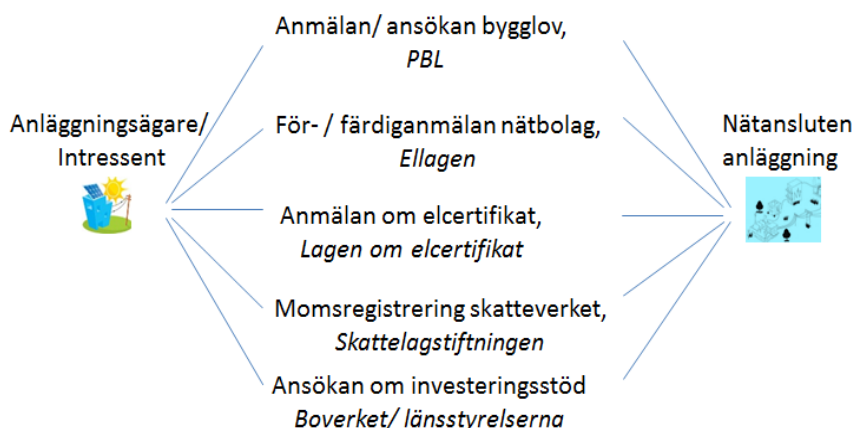 Anmälan/ ansökan bygglov,
PBL
Anläggningsägare/
Intressent
För- / färdiganmälan nätbolag,
Ellagen
Nätansluten
anläggning
Anmälan om elcertifikat,
Lagen om elcertifikat
Momsregistrering skatteverket,
Skattelagstiftningen
Ansökan om investeringsstöd
Boverket/ länsstyrelserna